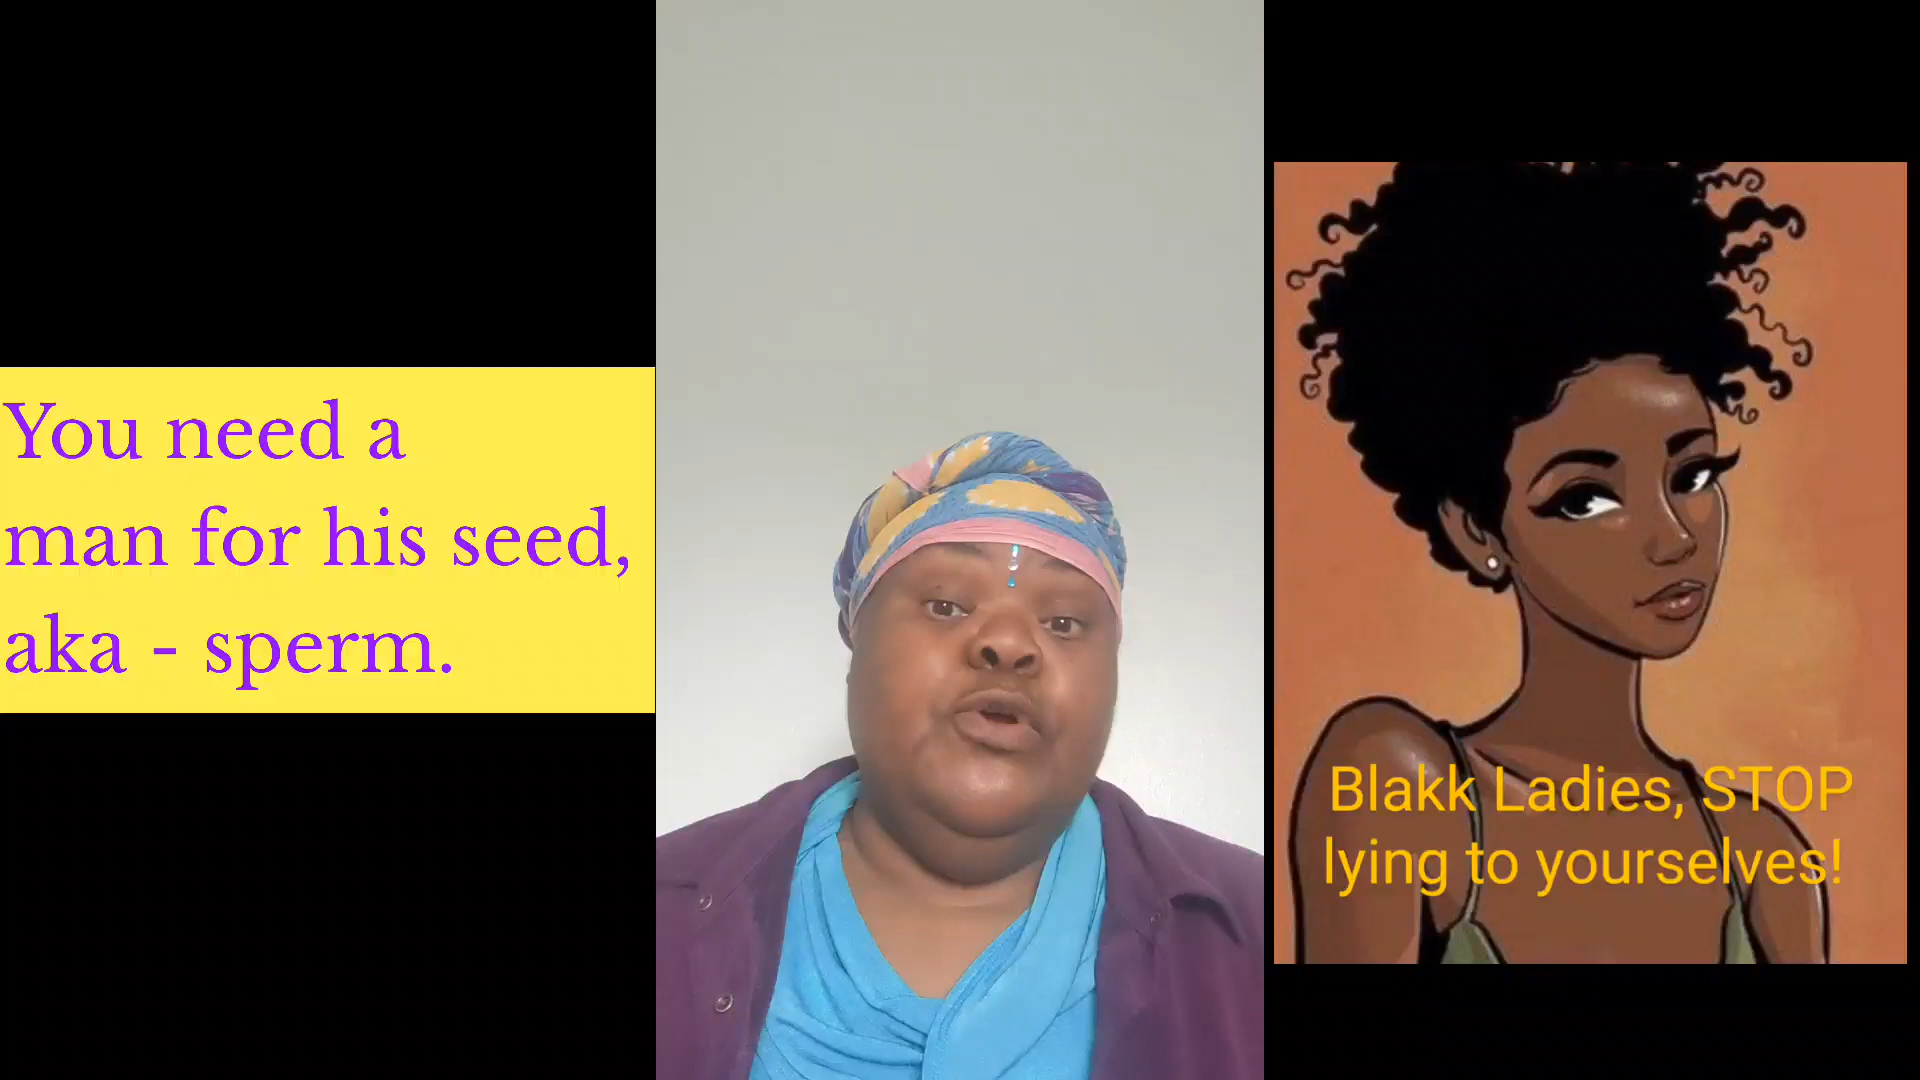 You need a
man for his seed,
aka - sperm.
Blakk Ladies, STOP
lying to yourselves!